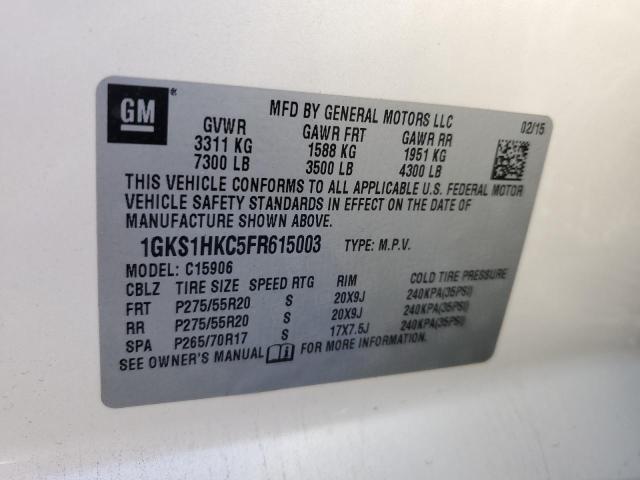 GM
MFD BY GENERAL MOTORS LLC 02/15
GVWR GAWR FRT GAWR RR
3311 KG 1588 KG 1951 KG
7300 LB 3500 LB 4300 LB
THIS VEHICLE CONFORMS TO ALL APPLICABLE U.S. FEDERAL MOTOR
VEHICLE SAFETY STANDARDS IN EFFECT ON THE DATE OF
MANUFACTURE SHOWN ABOVE.
1GKS1HKC5FR615003 TYPE: M.P.V.
MODEL: C15906
CBLZ TIRE SIZE SPEED RTG RIM COLD TIRE PRESSURE
FRT P275/55R20 S 20X9J 240KPA(35PSI)
RR P275/55R20 S 20X9J 240KPA(35PSI)
SPA P265/70R17 S 17X7.5J 240KPA(35PSI)
SEE OWNER'S MANUAL FOR MORE INFORMATION.